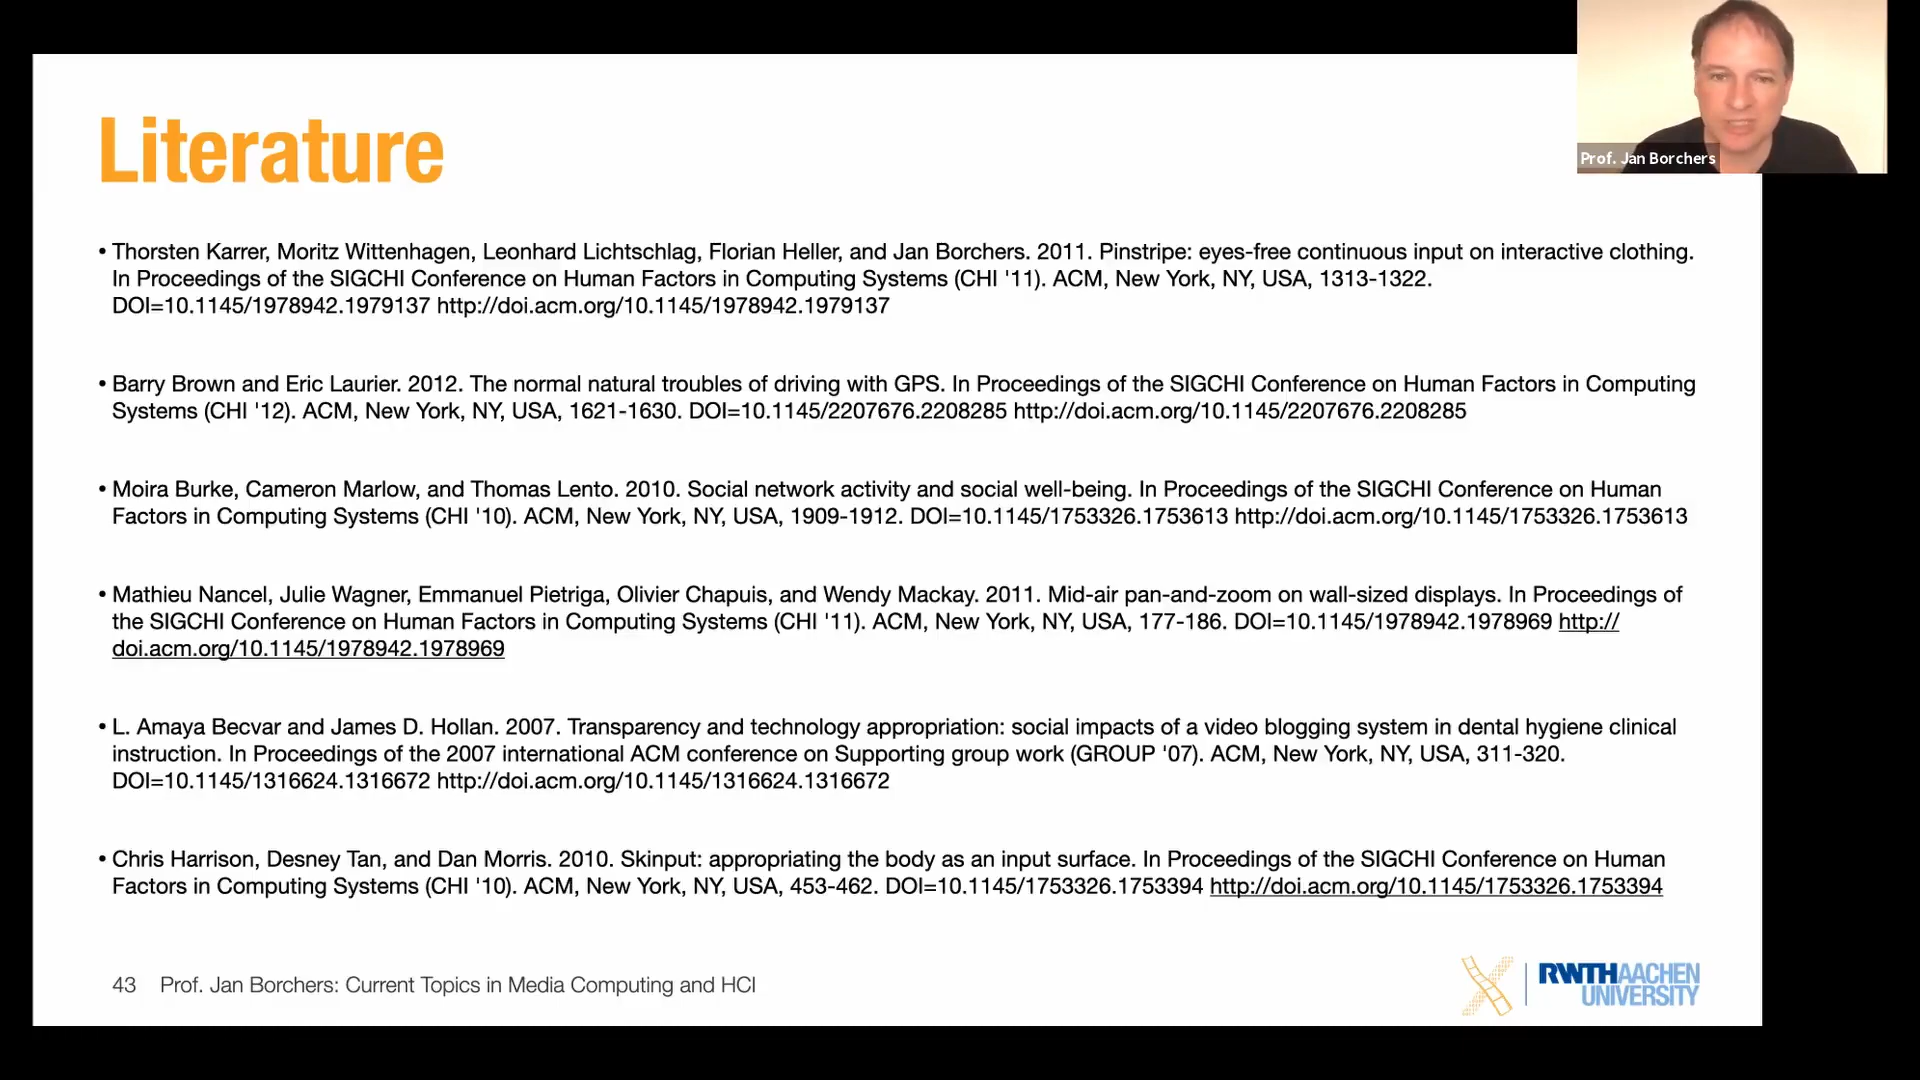 Prof. Jan Borchers
Literature
• Thorsten Karrer, Moritz Wittenhagen, Leonhard Lichtschlag, Florian Heller, and Jan Borchers. 2011. Pinstripe: eyes-free continuous input on interactive clothing.
In Proceedings of the SIGCHI Conference on Human Factors in Computing Systems (CHI '11). ACM, New York, NY, USA, 1313-1322.
DOI=10.1145/1978942.1979137 http://doi.acm.org/10.1145/1978942.1979137
• Barry Brown and Eric Laurier. 2012. The normal natural troubles of driving with GPS. In Proceedings of the SIGCHI Conference on Human Factors in Computing
Systems (CHI '12). ACM, New York, NY, USA, 1621-1630. DOI=10.1145/2207676.2208285 http://doi.acm.org/10.1145/2207676.2208285
• Moira Burke, Cameron Marlow, and Thomas Lento. 2010. Social network activity and social well-being. In Proceedings of the SIGCHI Conference on Human
Factors in Computing Systems (CHI '10). ACM, New York, NY, USA, 1909-1912. DOI=10.1145/1753326.1753613 http://doi.acm.org/10.1145/1753326.1753613
• Mathieu Nancel, Julie Wagner, Emmanuel Pietriga, Olivier Chapuis, and Wendy Mackay. 2011. Mid-air pan-and-zoom on wall-sized displays. In Proceedings of
the SIGCHI Conference on Human Factors in Computing Systems (CHI '11). ACM, New York, NY, USA, 177-186. DOI=10.1145/1978942.1978969 http://
doi.acm.org/10.1145/1978942.1978969
• L. Amaya Becvar and James D. Hollan. 2007. Transparency and technology appropriation: social impacts of a video blogging system in dental hygiene clinical
instruction. In Proceedings of the 2007 international ACM conference on Supporting group work (GROUP '07). ACM, New York, NY, USA, 311-320.
DOI=10.1145/1316624.1316672 http://doi.acm.org/10.1145/1316624.1316672
• Chris Harrison, Desney Tan, and Dan Morris. 2010. Skinput: appropriating the body as an input surface. In Proceedings of the SIGCHI Conference on Human
Factors in Computing Systems (CHI '10). ACM, New York, NY, USA, 453-462. DOI=10.1145/1753326.1753394 http://doi.acm.org/10.1145/1753326.1753394
43 Prof. Jan Borchers: Current Topics in Media Computing and HCI
RWTHAACHEN
UNIVERSITY